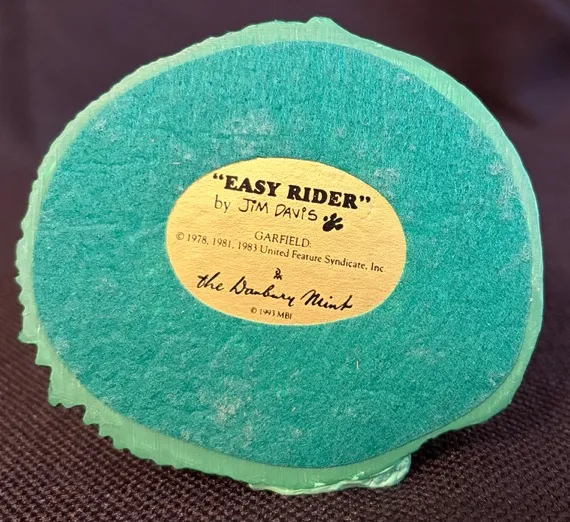 “EASY RIDER”
by JIM DAVIS
GARFIELD:
© 1978, 1981, 1983 United Feature Syndicate, Inc.
the Danbury Mint
© 1993 MBI